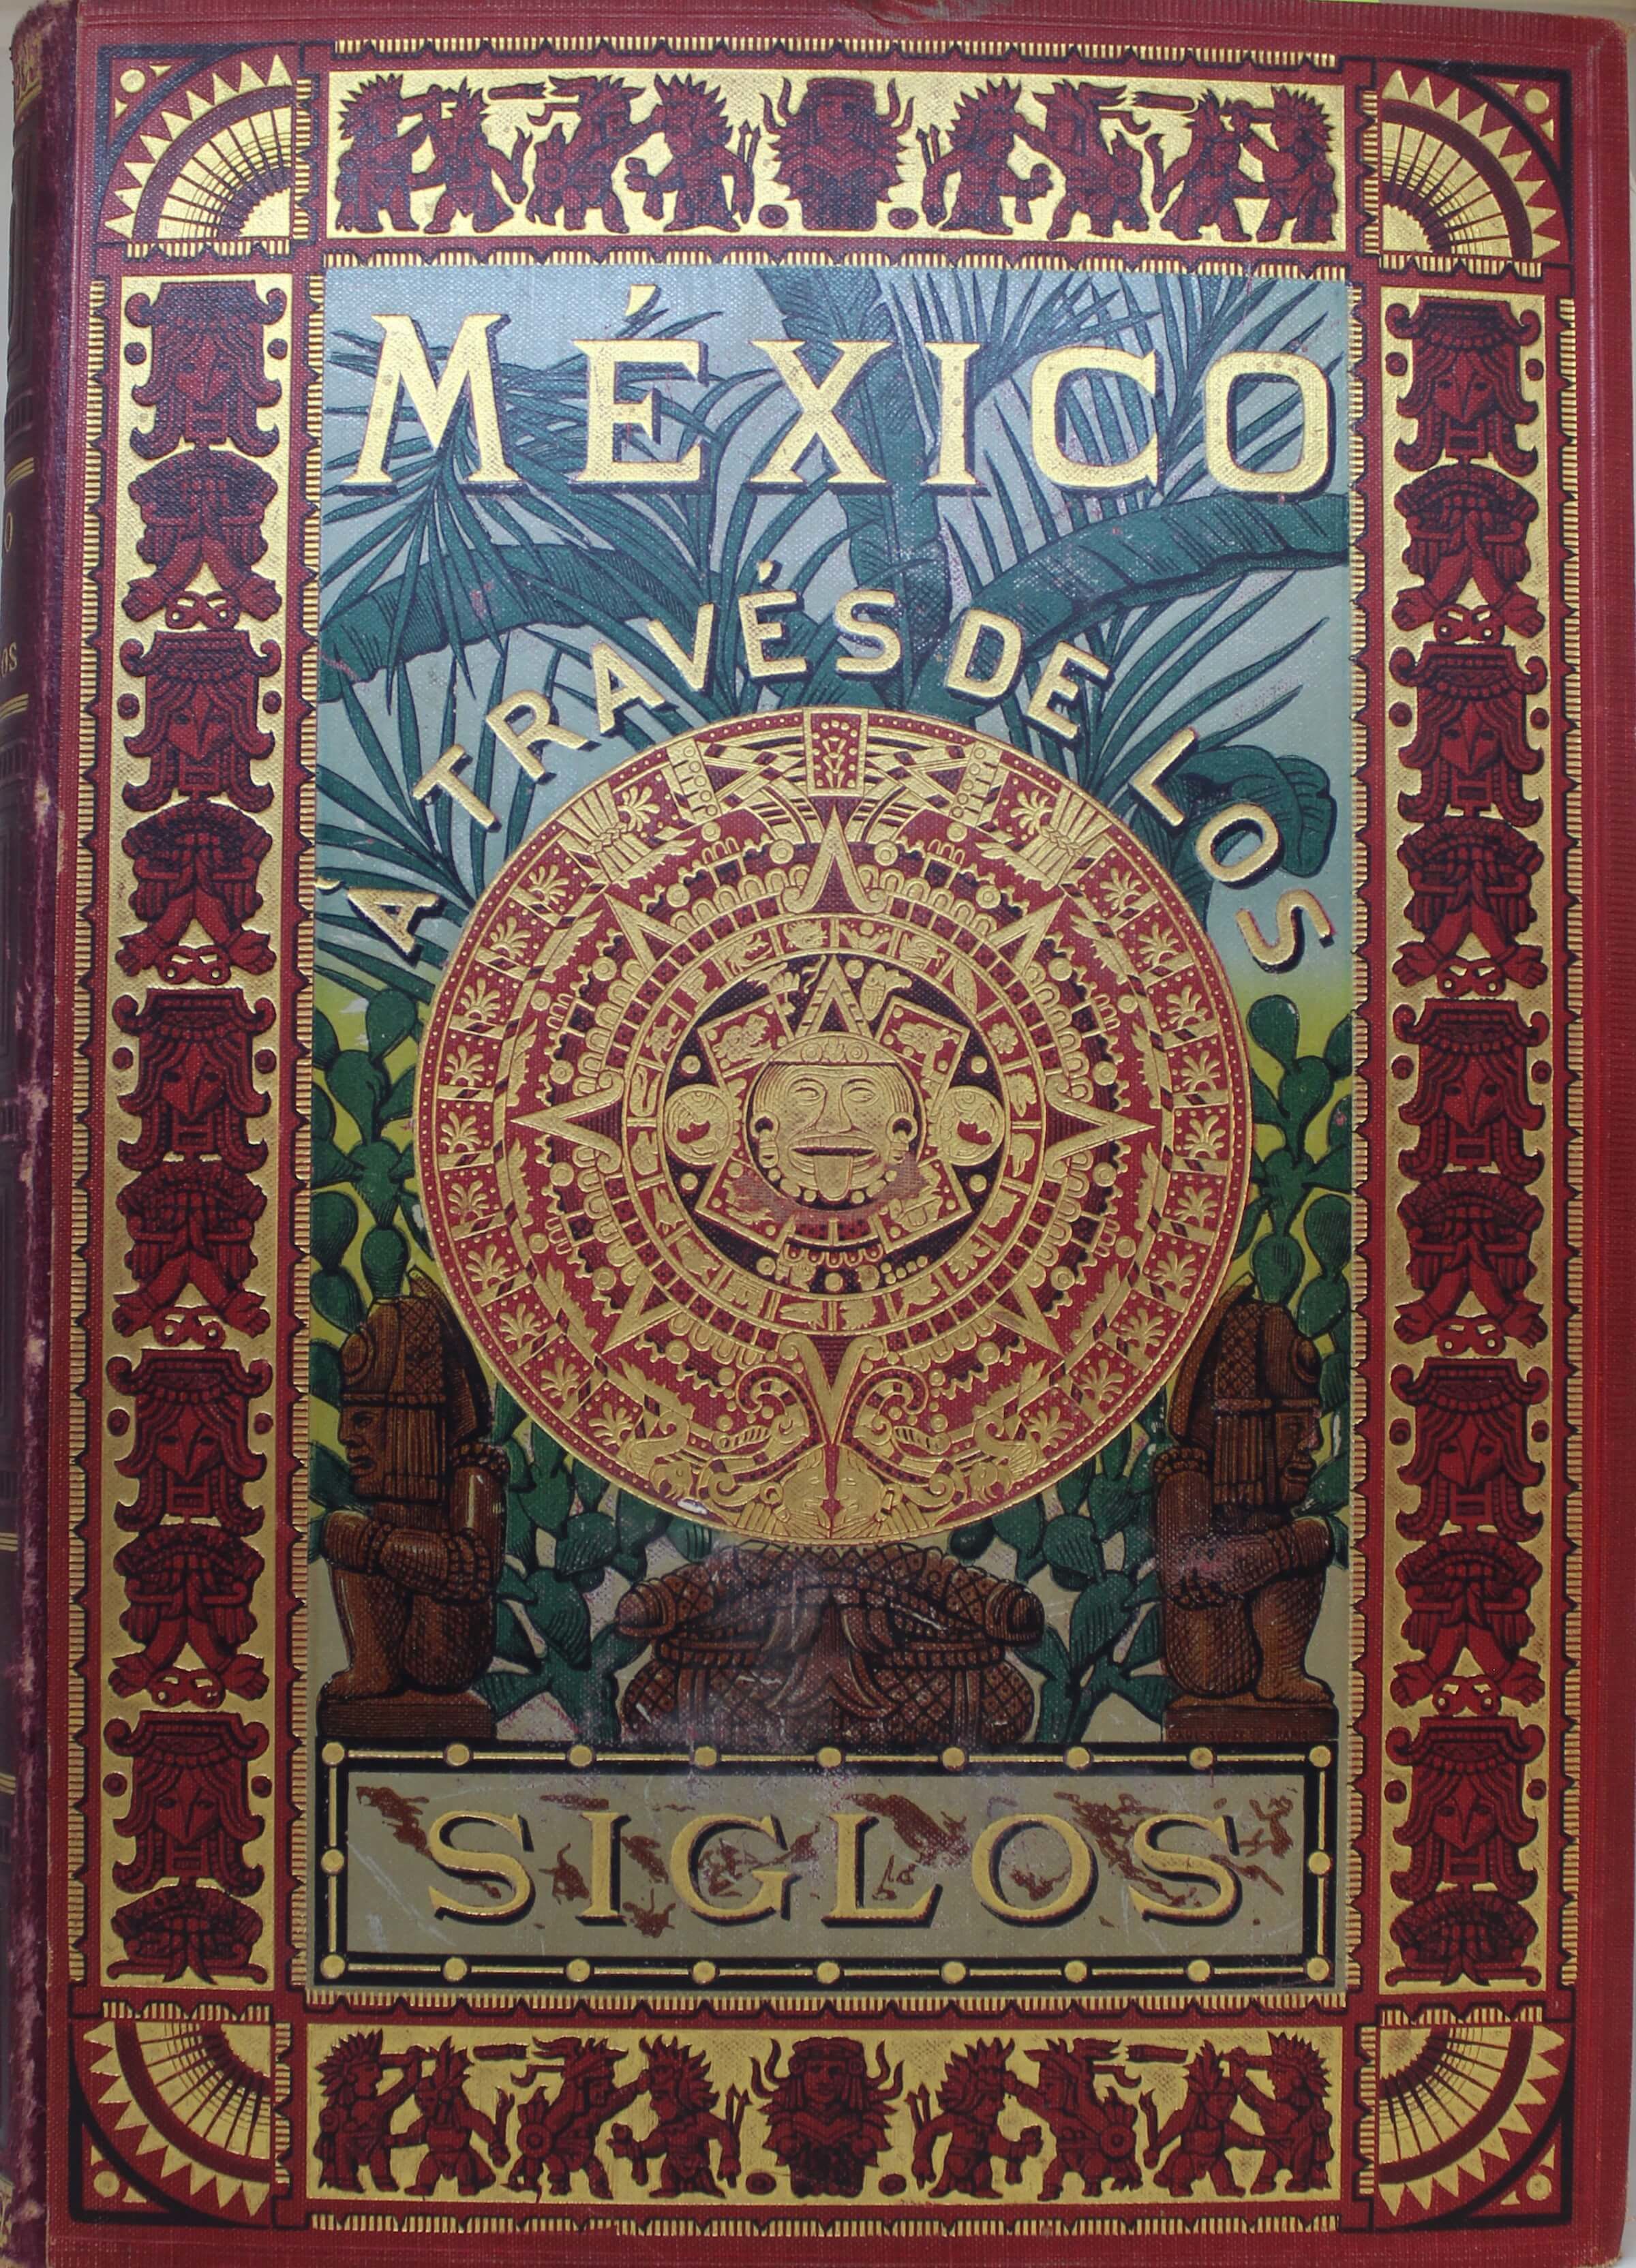 MÉXICO
Á TRAVÉS DE LOS
SIGLOS